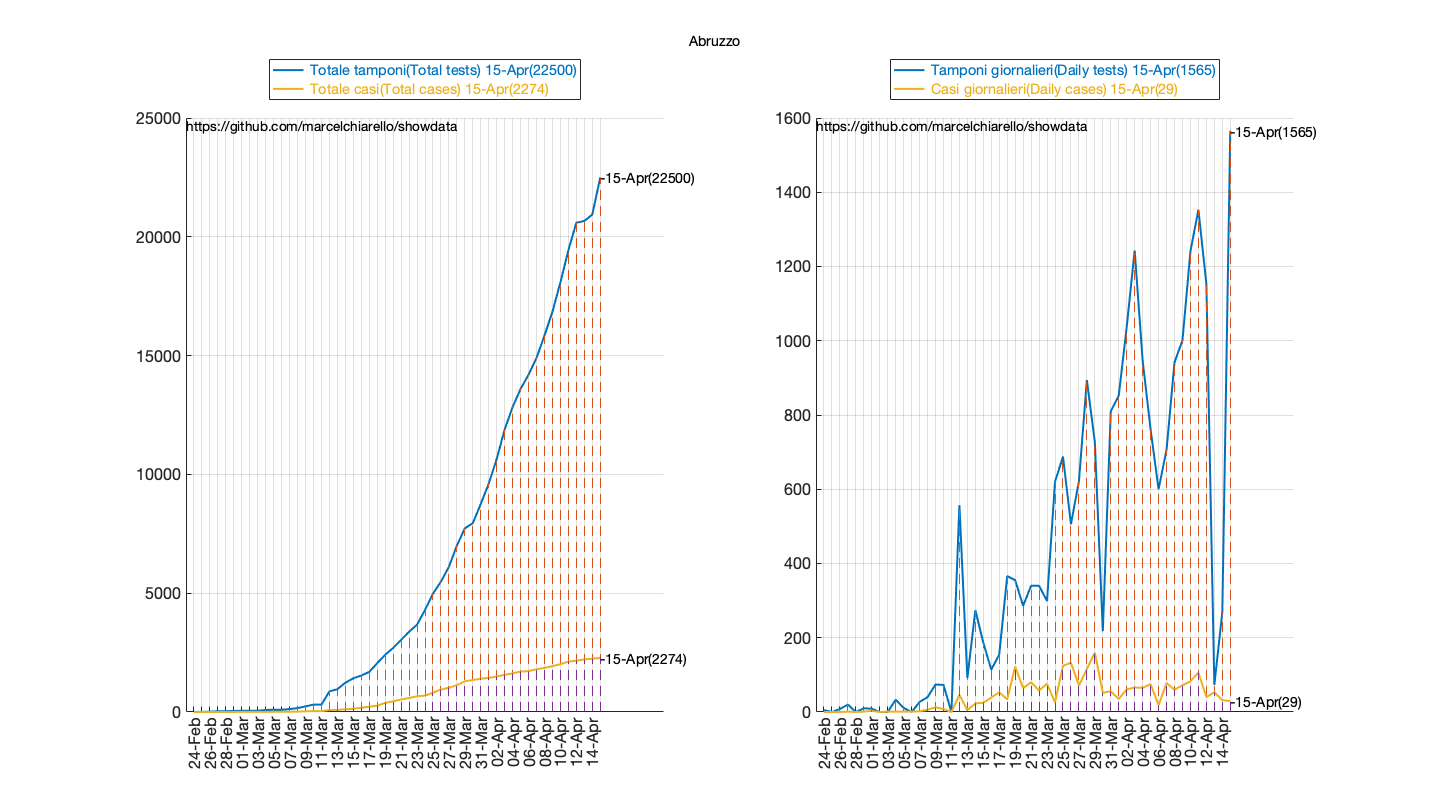 Abruzzo
Totale tamponi(Total tests) 15-Apr(22500)
Totale casi(Total cases) 15-Apr(2274)
25000
20000
15000
10000
5000
0
https://github.com/marcelchiarello/showdata
15-Apr(22500)
15-Apr(2274)
24-Feb
26-Feb
28-Feb
01-Mar
03-Mar
05-Mar
07-Mar
09-Mar
11-Mar
13-Mar
15-Mar
17-Mar
19-Mar
21-Mar
23-Mar
25-Mar
27-Mar
29-Mar
31-Mar
02-Apr
04-Apr
06-Apr
08-Apr
10-Apr
12-Apr
14-Apr
Tamponi giornalieri(Daily tests) 15-Apr(1565)
Casi giornalieri(Daily cases) 15-Apr(29)
1600
1400
1200
1000
800
600
400
200
0
https://github.com/marcelchiarello/showdata
15-Apr(1565)
15-Apr(29)
24-Feb
26-Feb
28-Feb
01-Mar
03-Mar
05-Mar
07-Mar
09-Mar
11-Mar
13-Mar
15-Mar
17-Mar
19-Mar
21-Mar
23-Mar
25-Mar
27-Mar
29-Mar
31-Mar
02-Apr
04-Apr
06-Apr
08-Apr
10-Apr
12-Apr
14-Apr